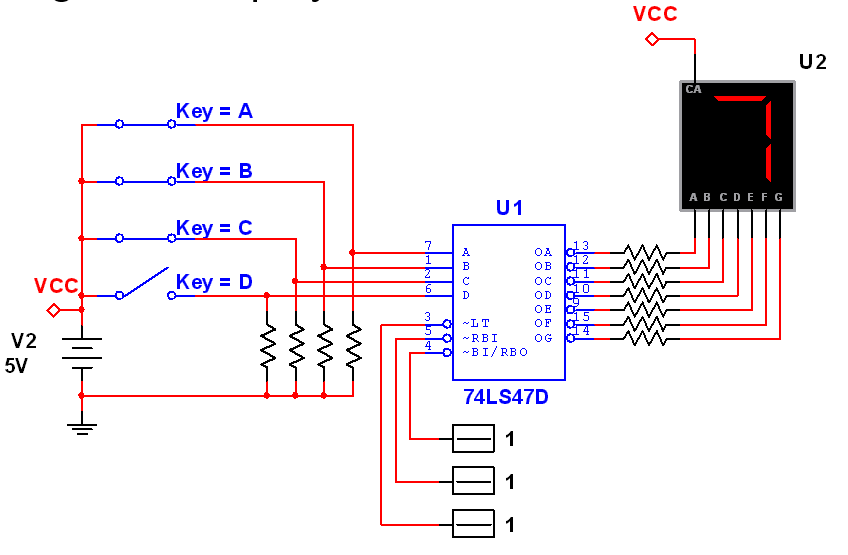 VCC
U2
CA
A B C D E F G
Key = A
Key = B
Key = C
Key = D
VCC
V2
5V
U1
7 A OA 13
1 B OB 12
2 C OC 11
6 D OD 10
OE 9
3 ~LT OF 15
5 ~RBI OG 14
4 ~BI/RBO
74LS47D
1
1
1